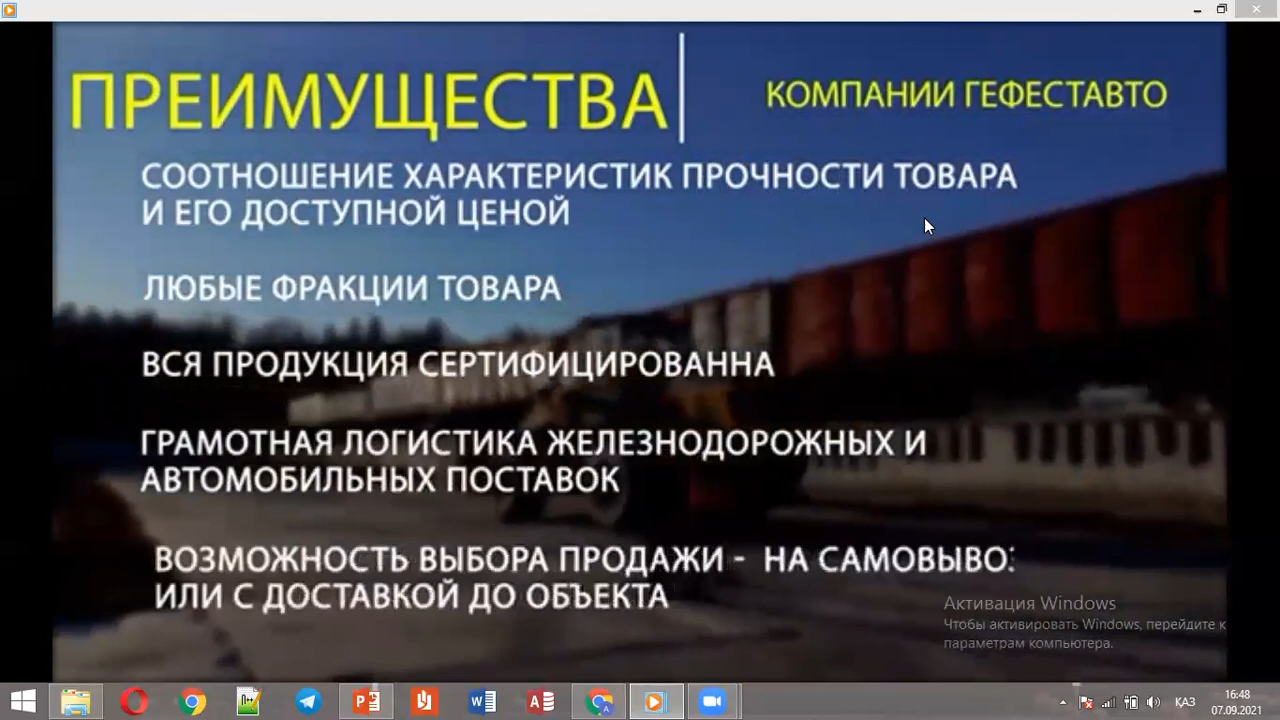 ПРЕИМУЩЕСТВА
КОМПАНИИ ГЕФЕСТАВТО
СООТНОШЕНИЕ ХАРАКТЕРИСТИК ПРОЧНОСТИ ТОВАРА
И ЕГО ДОСТУПНОЙ ЦЕНОЙ
ЛЮБЫЕ ФРАКЦИИ ТОВАРА
ВСЯ ПРОДУКЦИЯ СЕРТИФИЦИРОВАННА
ГРАМОТНАЯ ЛОГИСТИКА ЖЕЛЕЗНОДОРОЖНЫХ И
АВТОМОБИЛЬНЫХ ПОСТАВОК
ВОЗМОЖНОСТЬ ВЫБОРА ПРОДАЖИ - НА САМОВЫВО
ИЛИ С ДОСТАВКОЙ ДО ОБЪЕКТА
Активация Windows
Чтобы активировать Windows, перейдите к
параметрам компьютера.
ҚАЗ
16:48
07.09.2021